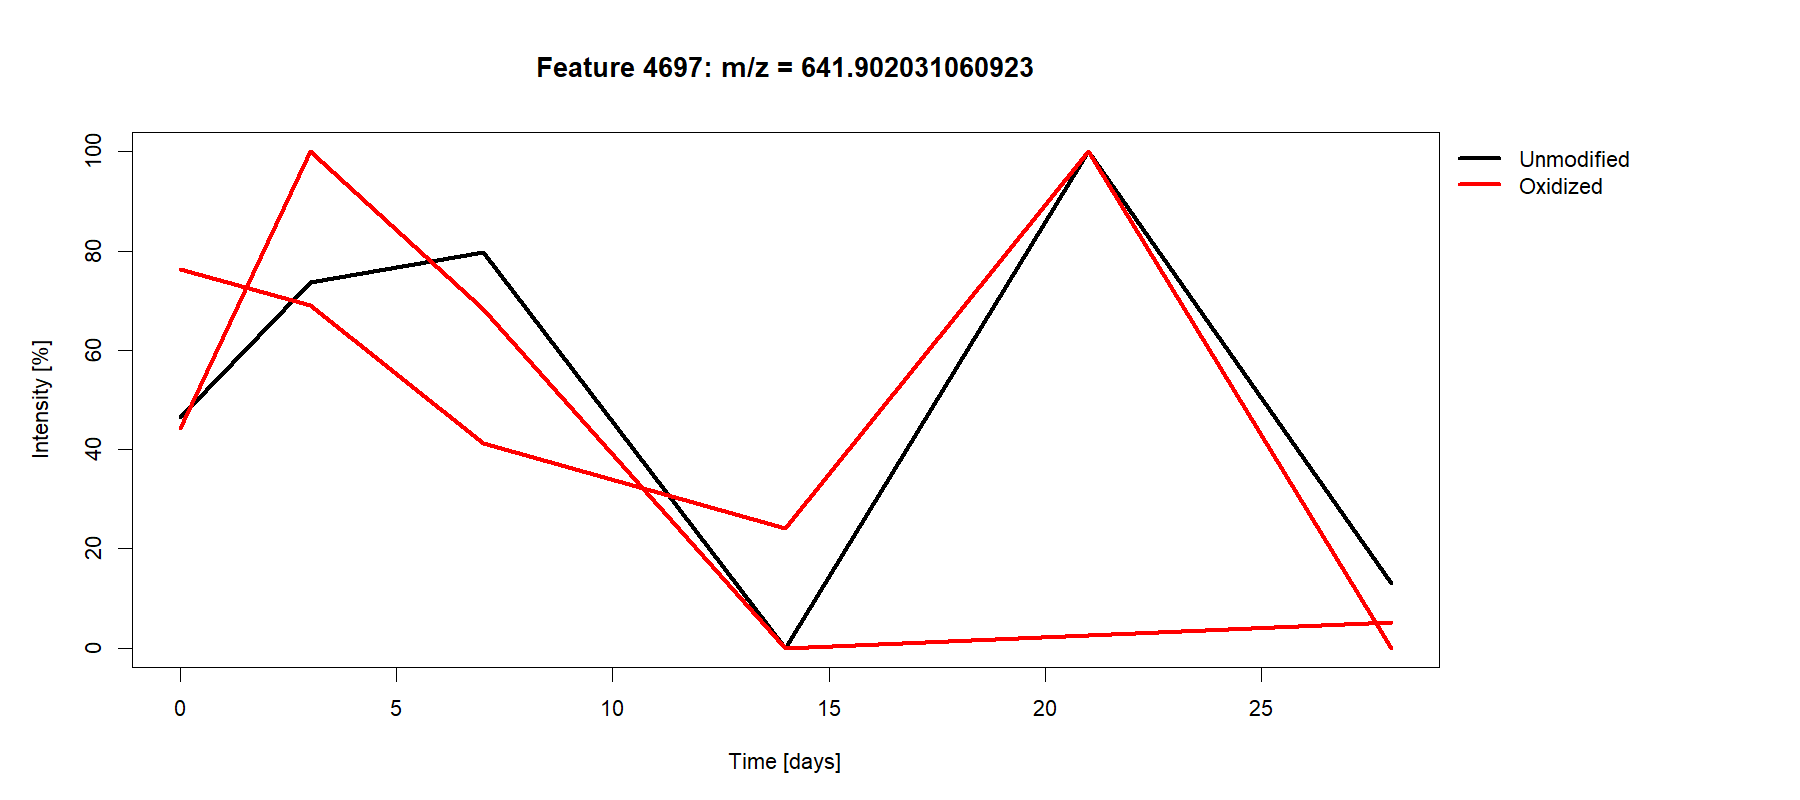 Feature 4697: m/z = 641.902031060923
Unmodified
Oxidized
Intensity [%]
100
80
60
40
20
0
0 5 10 15 20 25
Time [days]